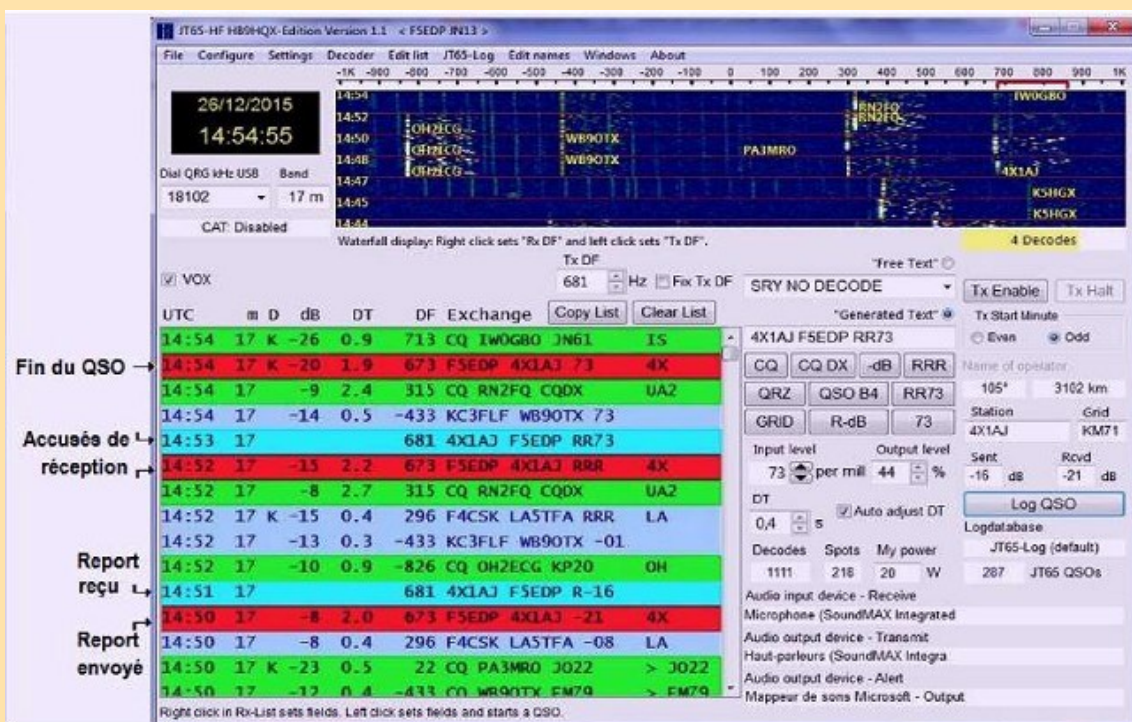 JT65-HF HB9HQX-Edition Version 1.1 < F5EDP JN13 >
File Configure Settings Decoder Edit list JT65-Log Edit names Windows About
-1K -900 -800 -700 -600 -500 -400 -300 -200 -100 0 100 200 300 400 500 600 700 800 900 1K
26/12/2015
14:54:55
Dial QRG kHz USB Band
18102 17 m
CAT: Disabled
14:54 IW0GBO
RN2FQ
14:52 RN2FQ
OH2ECG
14:50 WB9OTX
OH2ECG PA3MRO
14:48 WB9OTX
OH2ECG 4X1AJ
14:47
K5HGX
14:45
K5HGX
14:44
Waterfall display: Right click sets "Rx DF" and left click sets "Tx DF".
4 Decodes
VOX
Tx DF
681 Hz Fix Tx DF
"Free Text"
SRY NO DECODE
Tx Enable Tx Halt
UTC m D dB DT DF Exchange Copy List Clear List
14:54 17 K -26 0.9 713 CQ IW0GBO JN61 IS
14:54 17 K -20 1.9 673 F5EDP 4X1AJ 73 4X
14:54 17 -9 2.4 315 CQ RN2FQ CQDX UA2
14:54 17 -14 0.5 -433 KC3FLF WB9OTX 73
14:53 17 681 4X1AJ F5EDP RR73
14:52 17 -15 2.2 673 F5EDP 4X1AJ RRR 4X
14:52 17 -8 2.7 315 CQ RN2FQ CQDX UA2
14:52 17 K -15 0.4 296 F4CSK LA5TFA RRR LA
14:52 17 -13 0.3 -433 KC3FLF WB9OTX -01
14:52 17 -10 0.9 -826 CQ OH2ECG KP20 OH
14:51 17 681 4X1AJ F5EDP R-16
14:50 17 -8 2.0 673 F5EDP 4X1AJ -21 4X
14:50 17 -8 0.4 296 F4CSK LA5TFA -08 LA
14:50 17 K -23 0.5 22 CQ PA3MRO JO22 > JO22
14:50 17 -12 0.4 -433 CQ WB9OTX EM79 > EM79
Right click in Rx-List sets fields. Left click sets fields and starts a QSO.
Fin du QSO
Accusés de
réception
Report
reçu
Report
envoyé
"Generated Text"
4X1AJ F5EDP RR73
CQ CQ DX -dB RRR
QRZ QSO B4 RR73
GRID R-dB 73
Input level Output level
73 per mill 44 %
DT
0,4 s Auto adjust DT
Decodes Spots My power
1111 218 20 W
Audio input device - Receive
Microphone (SoundMAX Integrated
Audio output device - Transmit
Haut-parleurs (SoundMAX Integra
Audio output device - Alert
Mappeur de sons Microsoft - Output
Tx Start Minute
Even Odd
Name of operator
105° 3102 km
Station Grid
4X1AJ KM71
Sent Rcvd
-16 dB -21 dB
Log QSO
Logdatabase
JT65-Log (default)
287 JT65 QSOs